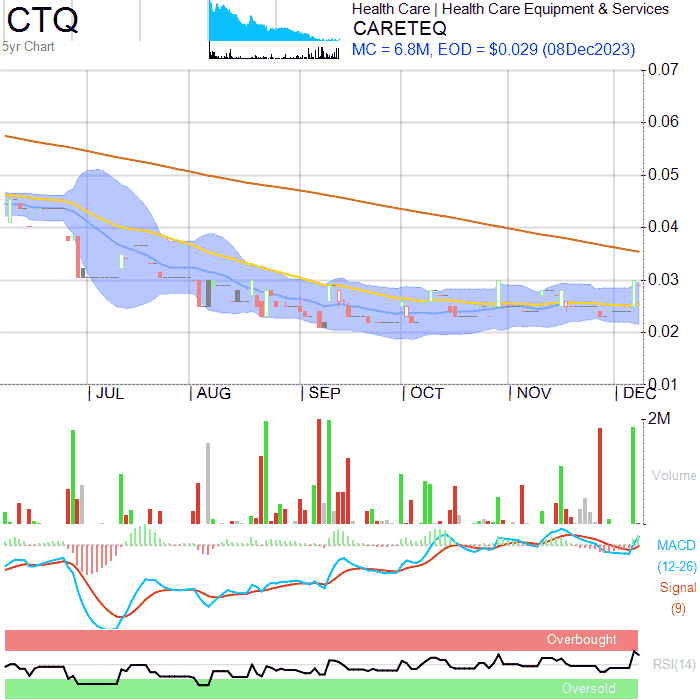 CTQ
5yr Chart
Health Care | Health Care Equipment & Services
CARETEQ
MC = 6.8M, EOD = $0.029 (08Dec2023)
0.07
0.06
0.05
0.04
0.03
0.02
0.01
JUL
AUG
SEP
OCT
NOV
DEC
2M
Volume
MACD
(12-26)
Signal
(9)
Overbought
RSI(14)
Oversold